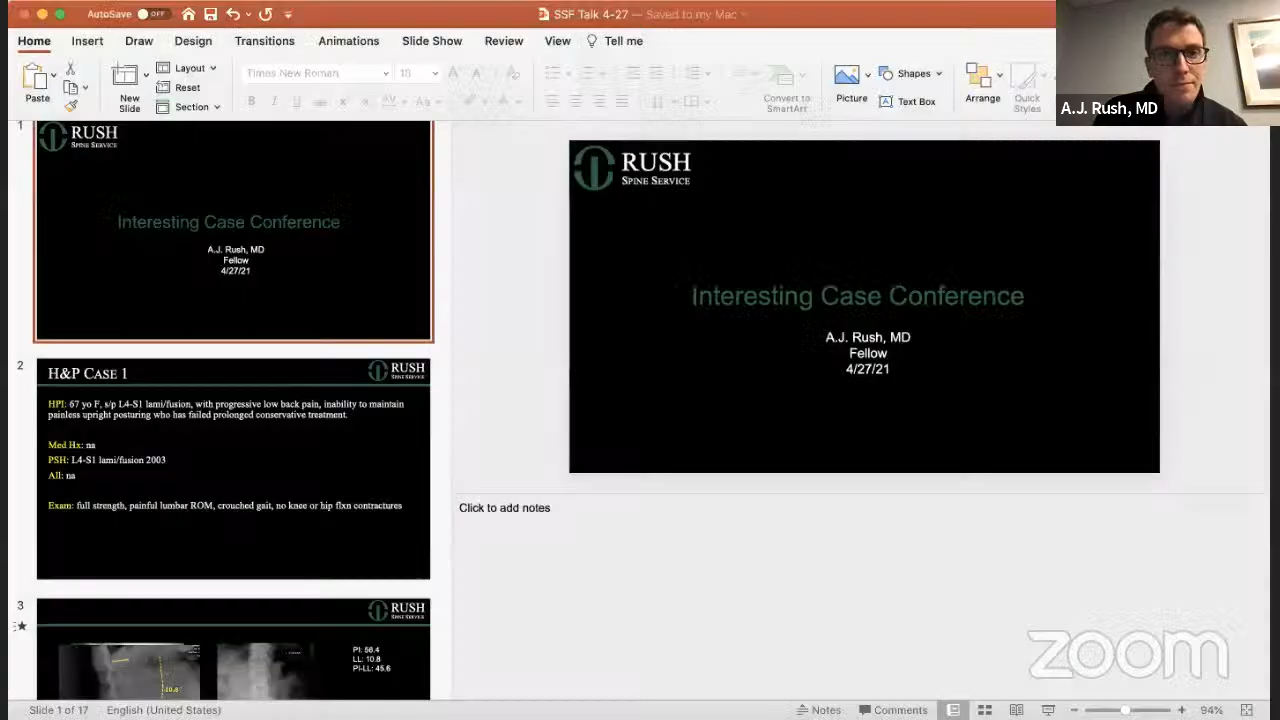 AutoSave OFF
SSF Talk 4-27 — Saved to my Mac
Home Insert Draw Design Transitions Animations Slide Show Review View Tell me
Paste
New
Slide
Layout
Reset
Section
Times New Roman 18
Convert to
SmartArt
Picture
Shapes
Text Box
Arrange
Quick
Styles
A.J. Rush, MD
1
RUSH
SPINE SERVICE
Interesting Case Conference
A.J. Rush, MD
Fellow
4/27/21
2
H&P CASE 1
RUSH
SPINE SERVICE
HPI: 67 yo F, s/p L4-S1 lami/fusion, with progressive low back pain, inability to maintain
painless upright posturing who has failed prolonged conservative treatment.
Med Hx: na
PSH: L4-S1 lami/fusion 2003
All: na
Exam: full strength, painful lumbar ROM, crouched gait, no knee or hip flxn contractures
3
RUSH
SPINE SERVICE
PI: 56.4
LL: 10.8
PI-LL: 45.6
RUSH
SPINE SERVICE
Interesting Case Conference
A.J. Rush, MD
Fellow
4/27/21
Click to add notes
zoom
Slide 1 of 17 English (United States) Notes Comments 94%